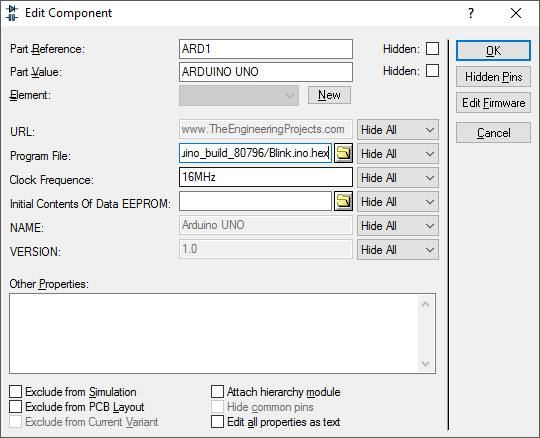 Edit Component
? ×
Part Reference: ARD1 Hidden:
Part Value: ARDUINO UNO Hidden:
Element: New
URL: www.TheEngineeringProjects.com Hide All
Program File: uino_build_80796/Blink.ino.hex Hide All
Clock Frequence: 16MHz Hide All
Initial Contents Of Data EEPROM: Hide All
NAME: Arduino UNO Hide All
VERSION: 1.0 Hide All
Other Properties:
Exclude from Simulation Attach hierarchy module
Exclude from PCB Layout Hide common pins
Exclude from Current Variant Edit all properties as text
OK
Hidden Pins
Edit Firmware
Cancel